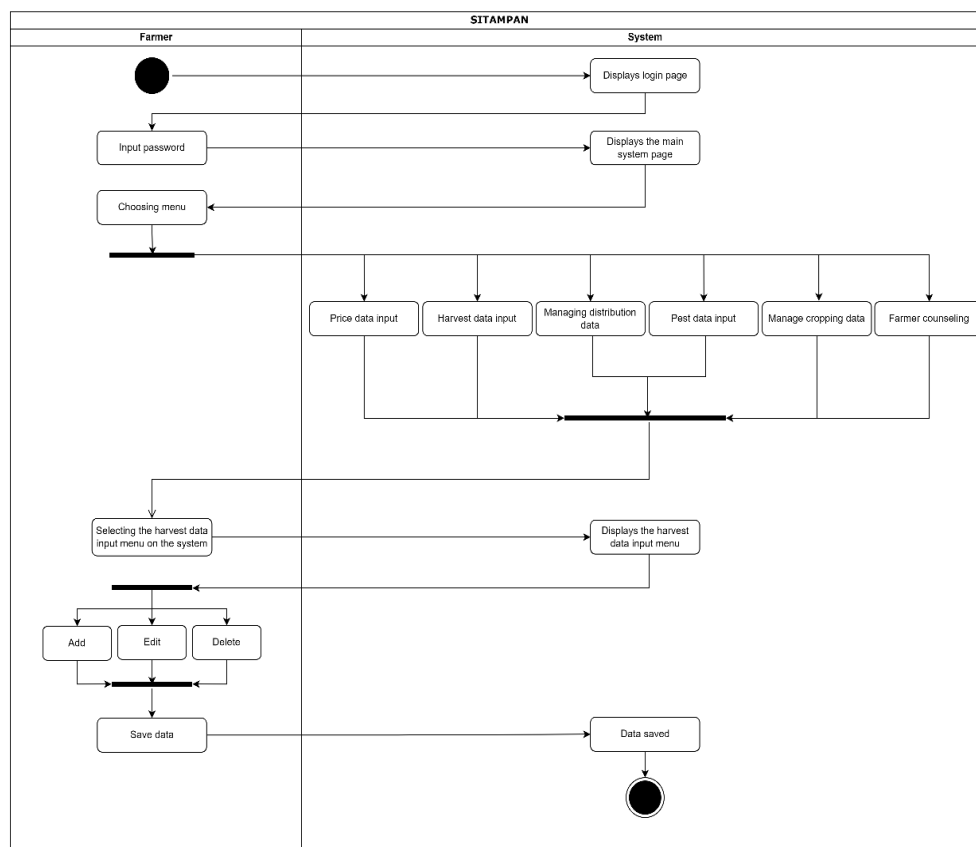 SITAMPAN
Farmer
System
Displays login page
Input password
Displays the main
system page
Choosing menu
Price data input
Harvest data input
Managing distribution
data
Pest data input
Manage cropping data
Farmer counseling
Selecting the harvest data
input menu on the system
Displays the harvest
data input menu
Add
Edit
Delete
Save data
Data saved